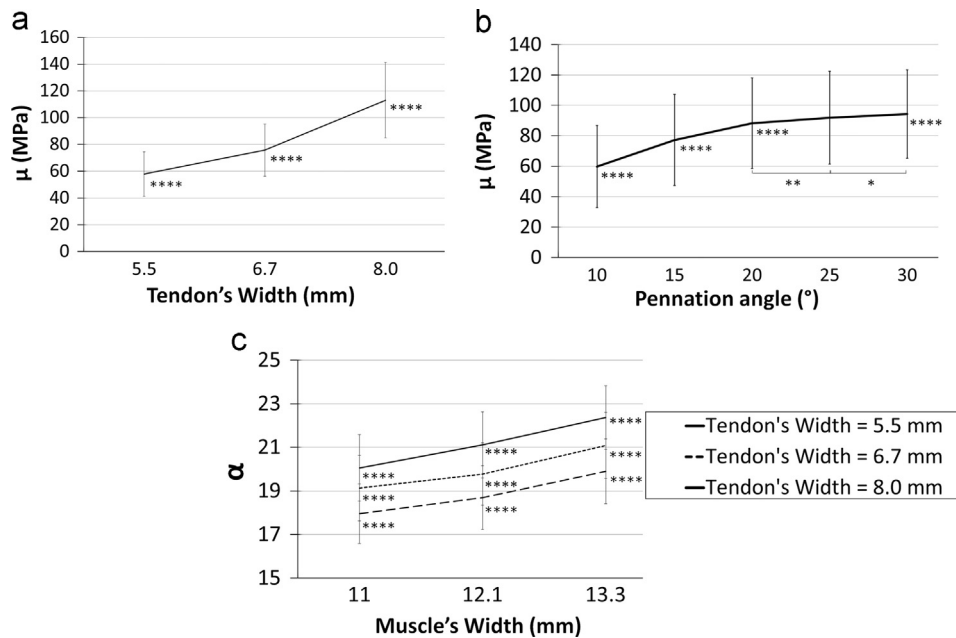 a
160
140
120
100
80
60
40
20
0
μ (MPa)
****
****
****
5.5 6.7 8.0
Tendon's Width (mm)
b
140
120
100
80
60
40
20
0
μ (MPa)
****
****
****
****
** *
10 15 20 25 30
Pennation angle (°)
c
25
23
21
19
17
15
α
**** **** ****
**** **** ****
**** **** ****
11 12.1 13.3
Muscle's Width (mm)
Tendon's Width = 5.5 mm
Tendon's Width = 6.7 mm
Tendon's Width = 8.0 mm